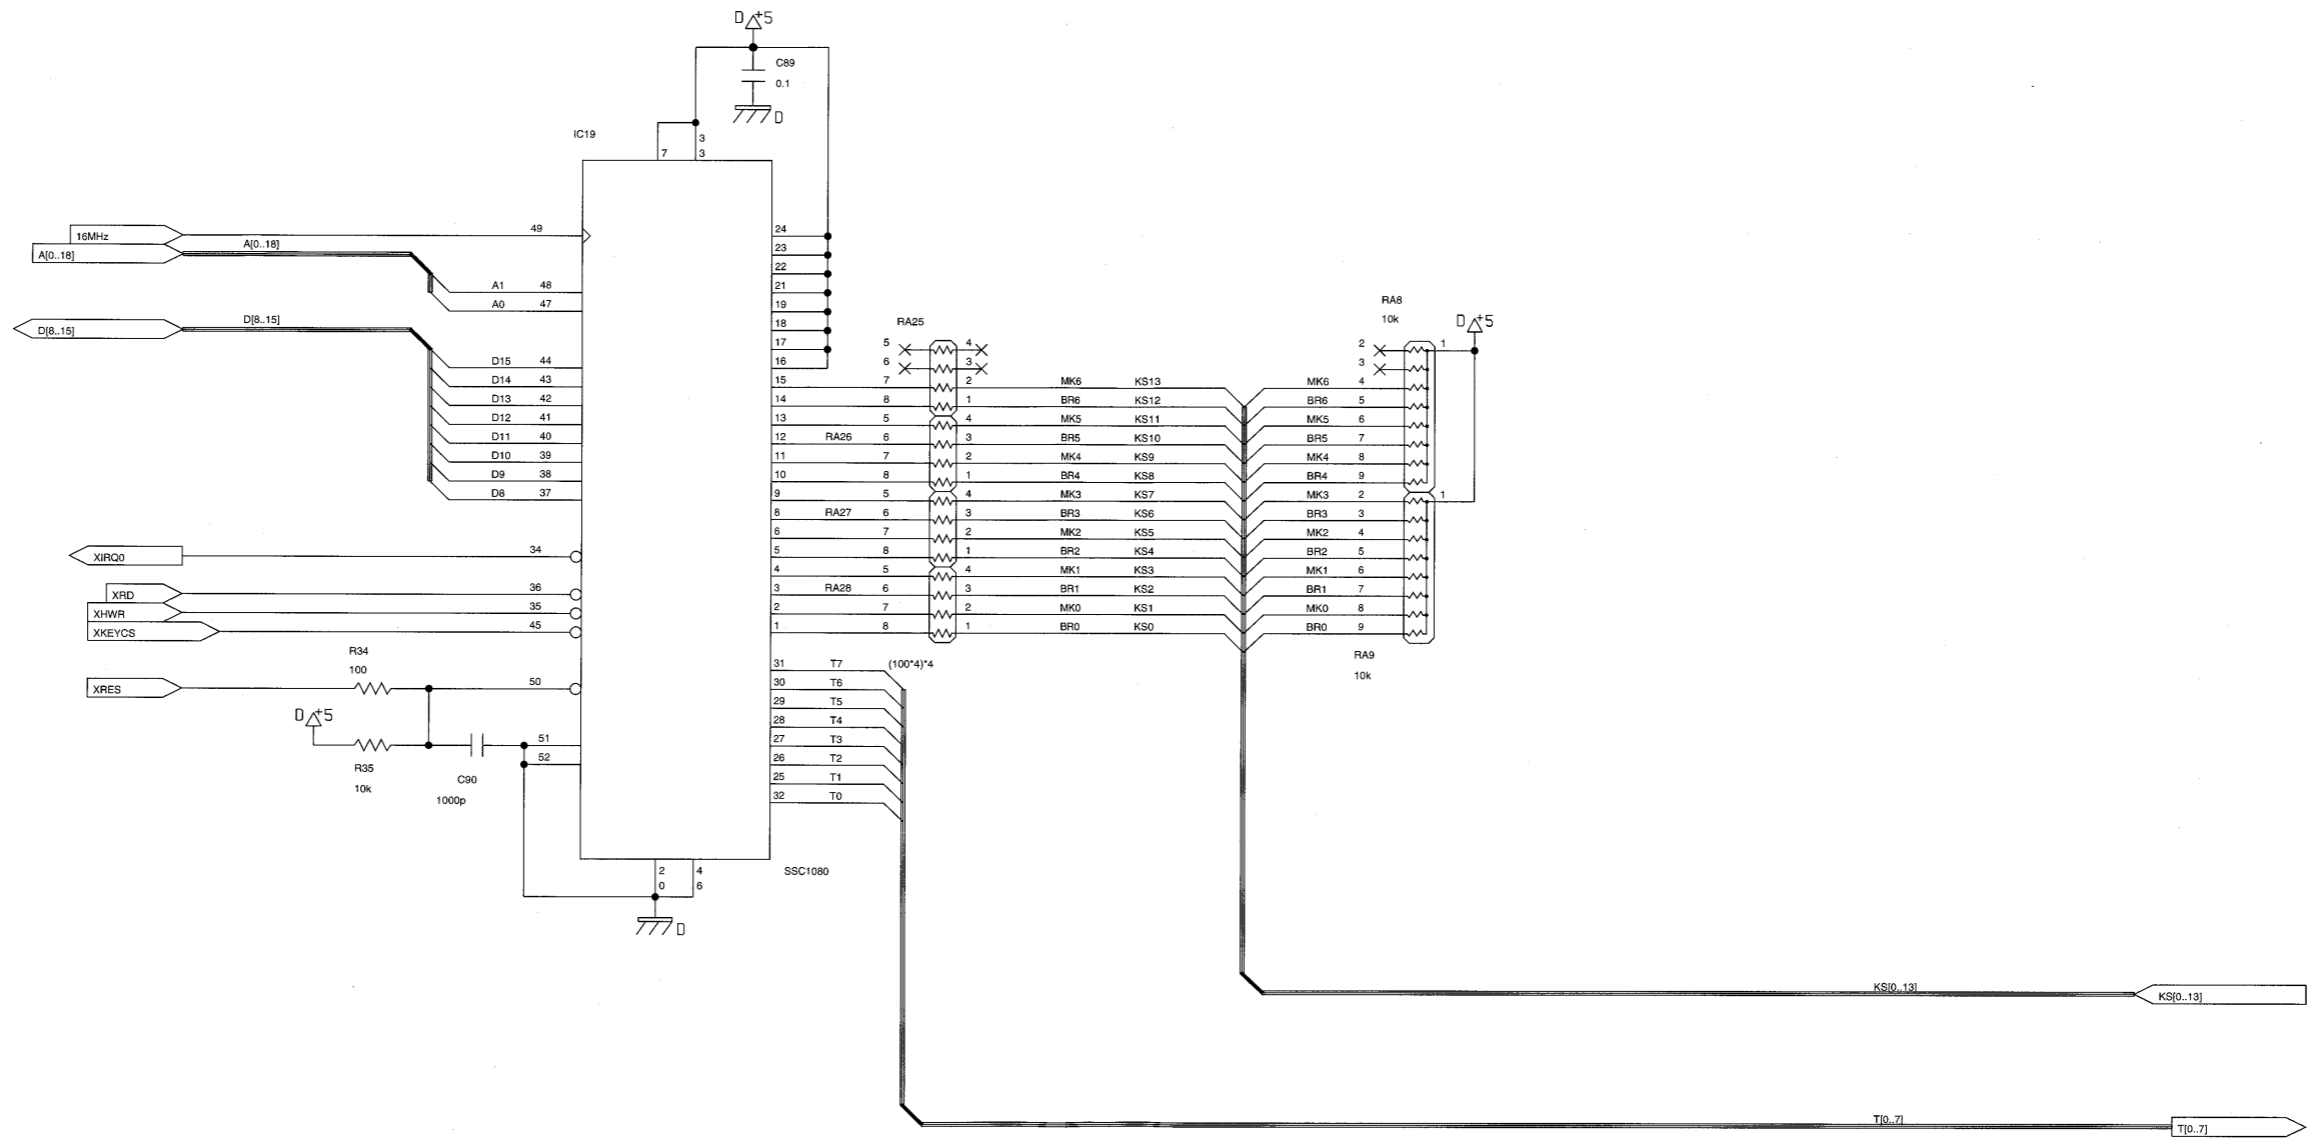 D +5
C89
0.1
D
IC19
3
7 3
16MHz 49 24
A[0..18] A[0..18] 23
22
A1 48 21
A0 47 19
D[8..15] D[8..15] 18
17
16
RA25
5 4
6 3
RA8
10k
D +5
2 1
3
D15 44 15 7 2 MK6 KS13 MK6 4
D14 43 14 8 1 BR6 KS12 BR6 5
D13 42 13 5 4 MK5 KS11 MK5 6
D12 41 12 RA26 6 3 BR5 KS10 BR5 7
D11 40 11 7 2 MK4 KS9 MK4 8
D10 39 10 8 1 BR4 KS8 BR4 9
D9 38 9 5 4 MK3 KS7 MK3 2 1
D8 37 8 RA27 6 3 BR3 KS6 BR3 3
6 7 2 MK2 KS5 MK2 4
XIRQ0 34 5 8 1 BR2 KS4 BR2 5
4 5 4 MK1 KS3 MK1 6
XRD 36 3 RA28 6 3 BR1 KS2 BR1 7
XHWR 35 2 7 2 MK0 KS1 MK0 8
XKEYCS 45 1 8 1 BR0 KS0 BR0 9
RA9
10k
R34
100
XRES 50
31 T7 (100*4)*4
30 T6
29 T5
28 T4
27 T3
26 T2
25 T1
32 T0
D +5
51
52
R35
10k
C90
1000p
2 4
0 6
SSC1080
D
KS[0..13]
KS[0..13]
T[0..7]
T[0..7]